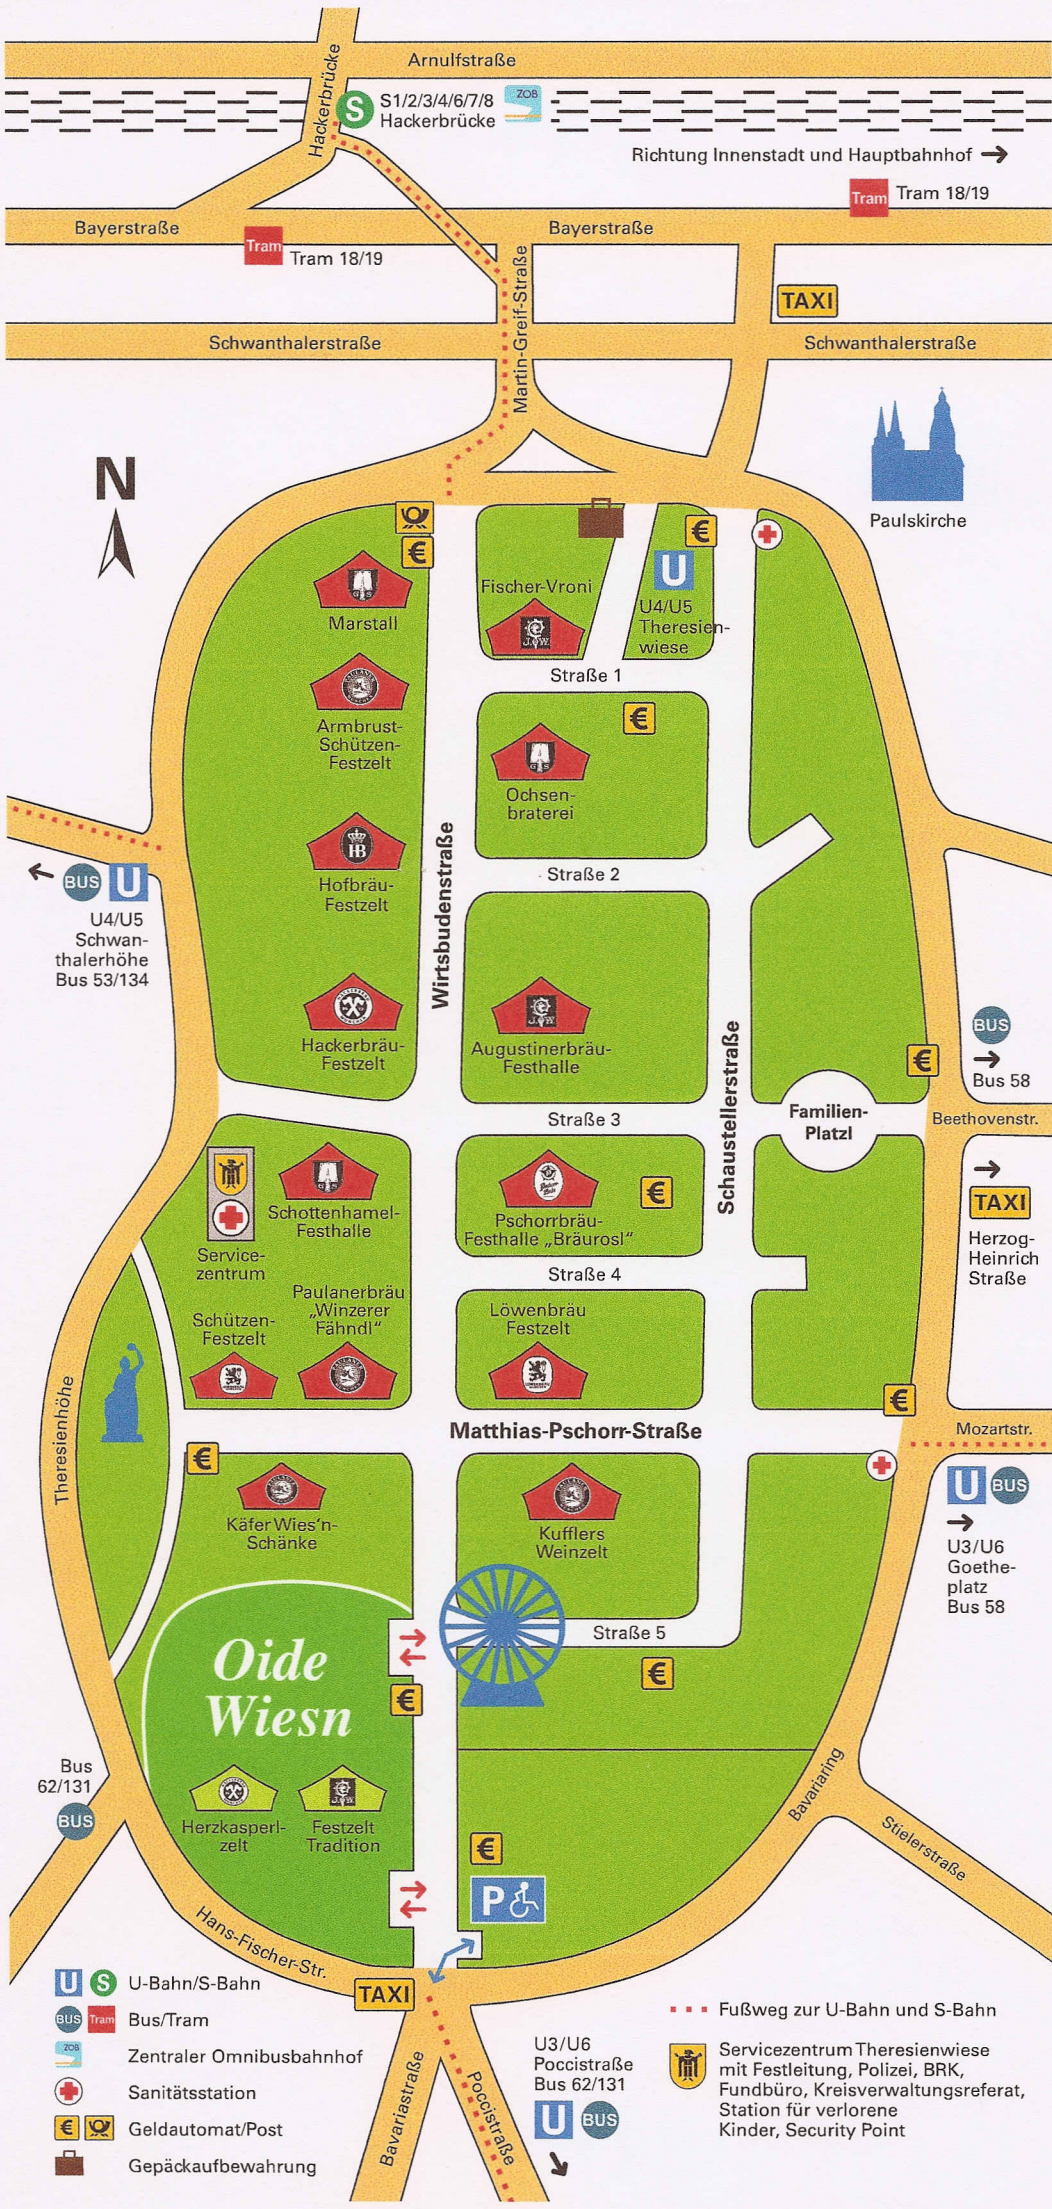 Arnulfstraße
Hackerbrücke
S
S1/2/3/4/6/7/8
Hackerbrücke
ZOB
Richtung Innenstadt und Hauptbahnhof
Tram
Tram 18/19
Bayerstraße
Bayerstraße
Tram
Tram 18/19
Martin-Greif-Straße
TAXI
Schwanthalerstraße
Schwanthalerstraße
N
Paulskirche
€
€
Marstall
Fischer-Vroni
U
U4/U5
Theresien-
wiese
Straße 1
Armbrust-
Schützen-
Festzelt
€
Ochsen-
braterei
HB
Hofbräu-
Festzelt
Wirtsbudenstraße
Straße 2
BUS
U
U4/U5
Schwan-
thalerhöhe
Bus 53/134
Hackerbräu-
Festzelt
Augustinerbräu-
Festhalle
Schaustellerstraße
€
BUS
Bus 58
Straße 3
Familien-
Platzl
Beethovenstr.
TAXI
Herzog-
Heinrich
Straße
Service-
zentrum
Schottenhamel-
Festhalle
Pschorrbräu-
Festhalle „Bräurosl“
€
Straße 4
Schützen-
Festzelt
Paulanerbräu
„Winzerer
Fähndl“
Löwenbräu
Festzelt
Theresienhöhe
€
Matthias-Pschorr-Straße
Mozartstr.
€
Käfer Wies'n-
Schänke
Kufflers
Weinzelt
U
BUS
U3/U6
Goethe-
platz
Bus 58
Oide
Wiesn
Straße 5
€
€
Bus
62/131
BUS
Herzkasperl-
zelt
Festzelt
Tradition
€
P
Bavariaring
Stielerstraße
Hans-Fischer-Str.
TAXI
Bavariastraße
Poccistraße
U3/U6
Poccistraße
Bus 62/131
U
BUS
U
S
U-Bahn/S-Bahn
BUS
Tram
Bus/Tram
ZOB
Zentraler Omnibusbahnhof
Sanitätsstation
€
Geldautomat/Post
Gepäckaufbewahrung
Fußweg zur U-Bahn und S-Bahn
Servicezentrum Theresienwiese
mit Festleitung, Polizei, BRK,
Fundbüro, Kreisverwaltungsreferat,
Station für verlorene
Kinder, Security Point